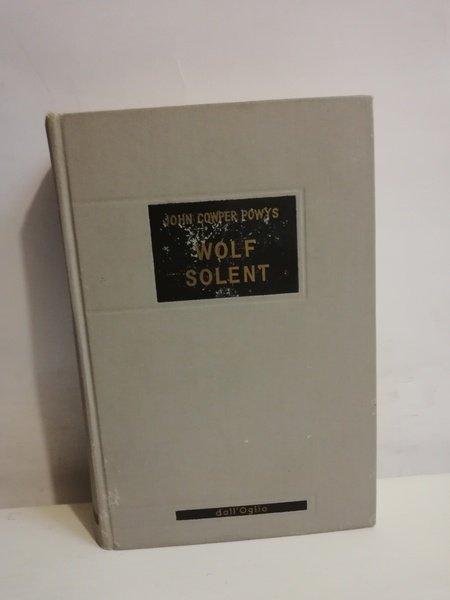 JOHN COWPER POWYS
WOLF
SOLENT
dall'Oglio